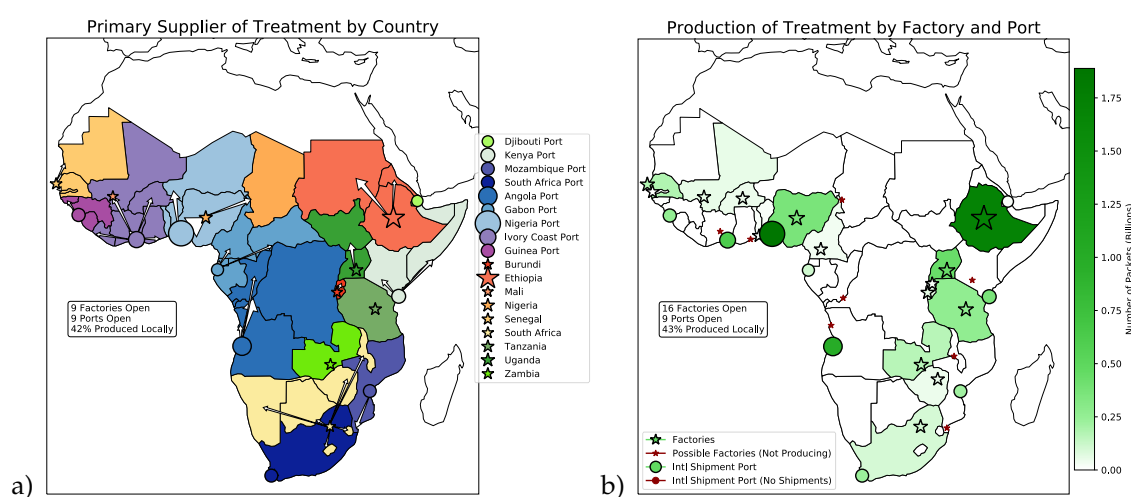 Primary Supplier of Treatment by Country
Djibouti Port
Kenya Port
Mozambique Port
South Africa Port
Angola Port
Gabon Port
Nigeria Port
Ivory Coast Port
Guinea Port
Burundi
Ethiopia
Mali
Nigeria
Senegal
South Africa
Tanzania
Uganda
Zambia
9 Factories Open
9 Ports Open
42% Produced Locally
a)
Production of Treatment by Factory and Port
16 Factories Open
9 Ports Open
43% Produced Locally
Factories
Possible Factories (Not Producing)
Intl Shipment Port
Intl Shipment Port (No Shipments)
b)
1.75
1.50
1.25
1.00
0.75
0.50
0.25
0.00
Number of Packets (Billions)